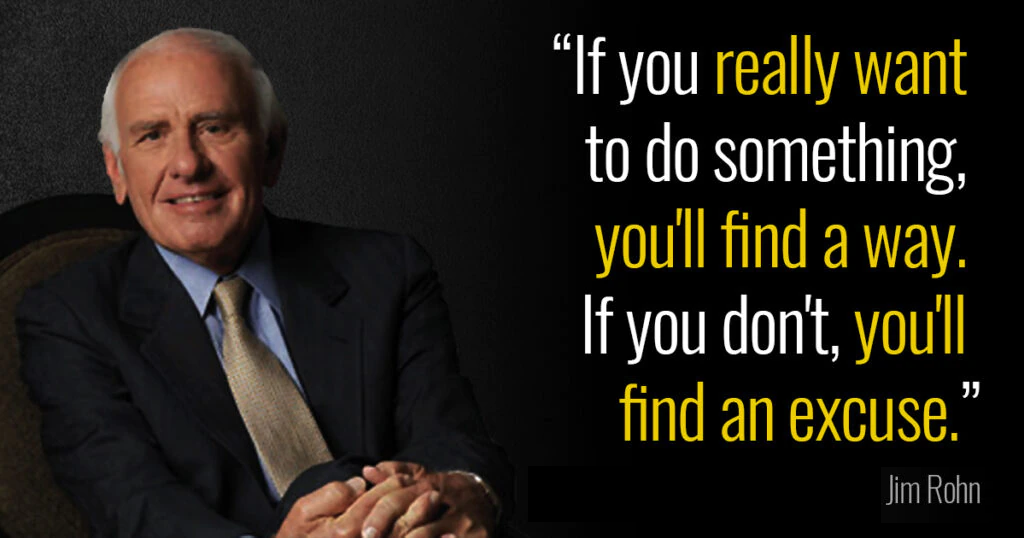 “If you really want
to do something,
you'll find a way.
If you don't, you'll
find an excuse.”
Jim Rohn